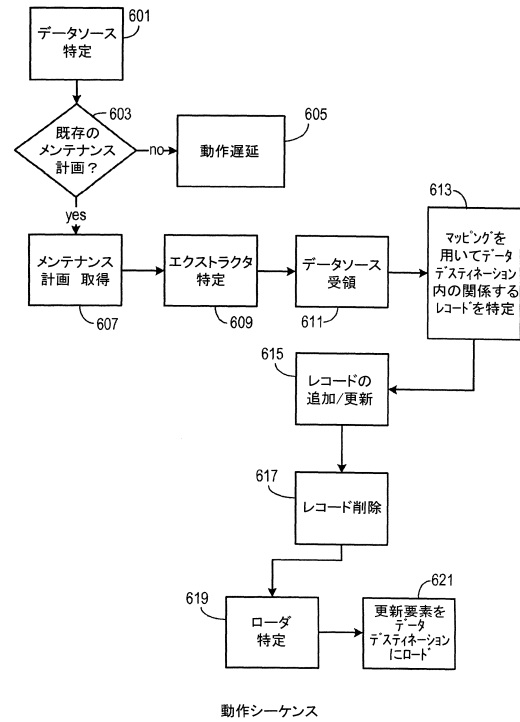 601
データソース
特定
603
既存の
メンテナンス
計画？
no
605
動作遅延
yes
メンテナンス
計画 取得
607
エクストラクタ
特定
609
データソース
受領
611
613
マッピングを
用いてデータ
デスティネーション
内の関係する
レコードを特定
615
レコードの
追加/更新
617
レコード削除
619
ローダ
特定
621
更新要素を
データ
デスティネーション
にロード
動作シーケンス